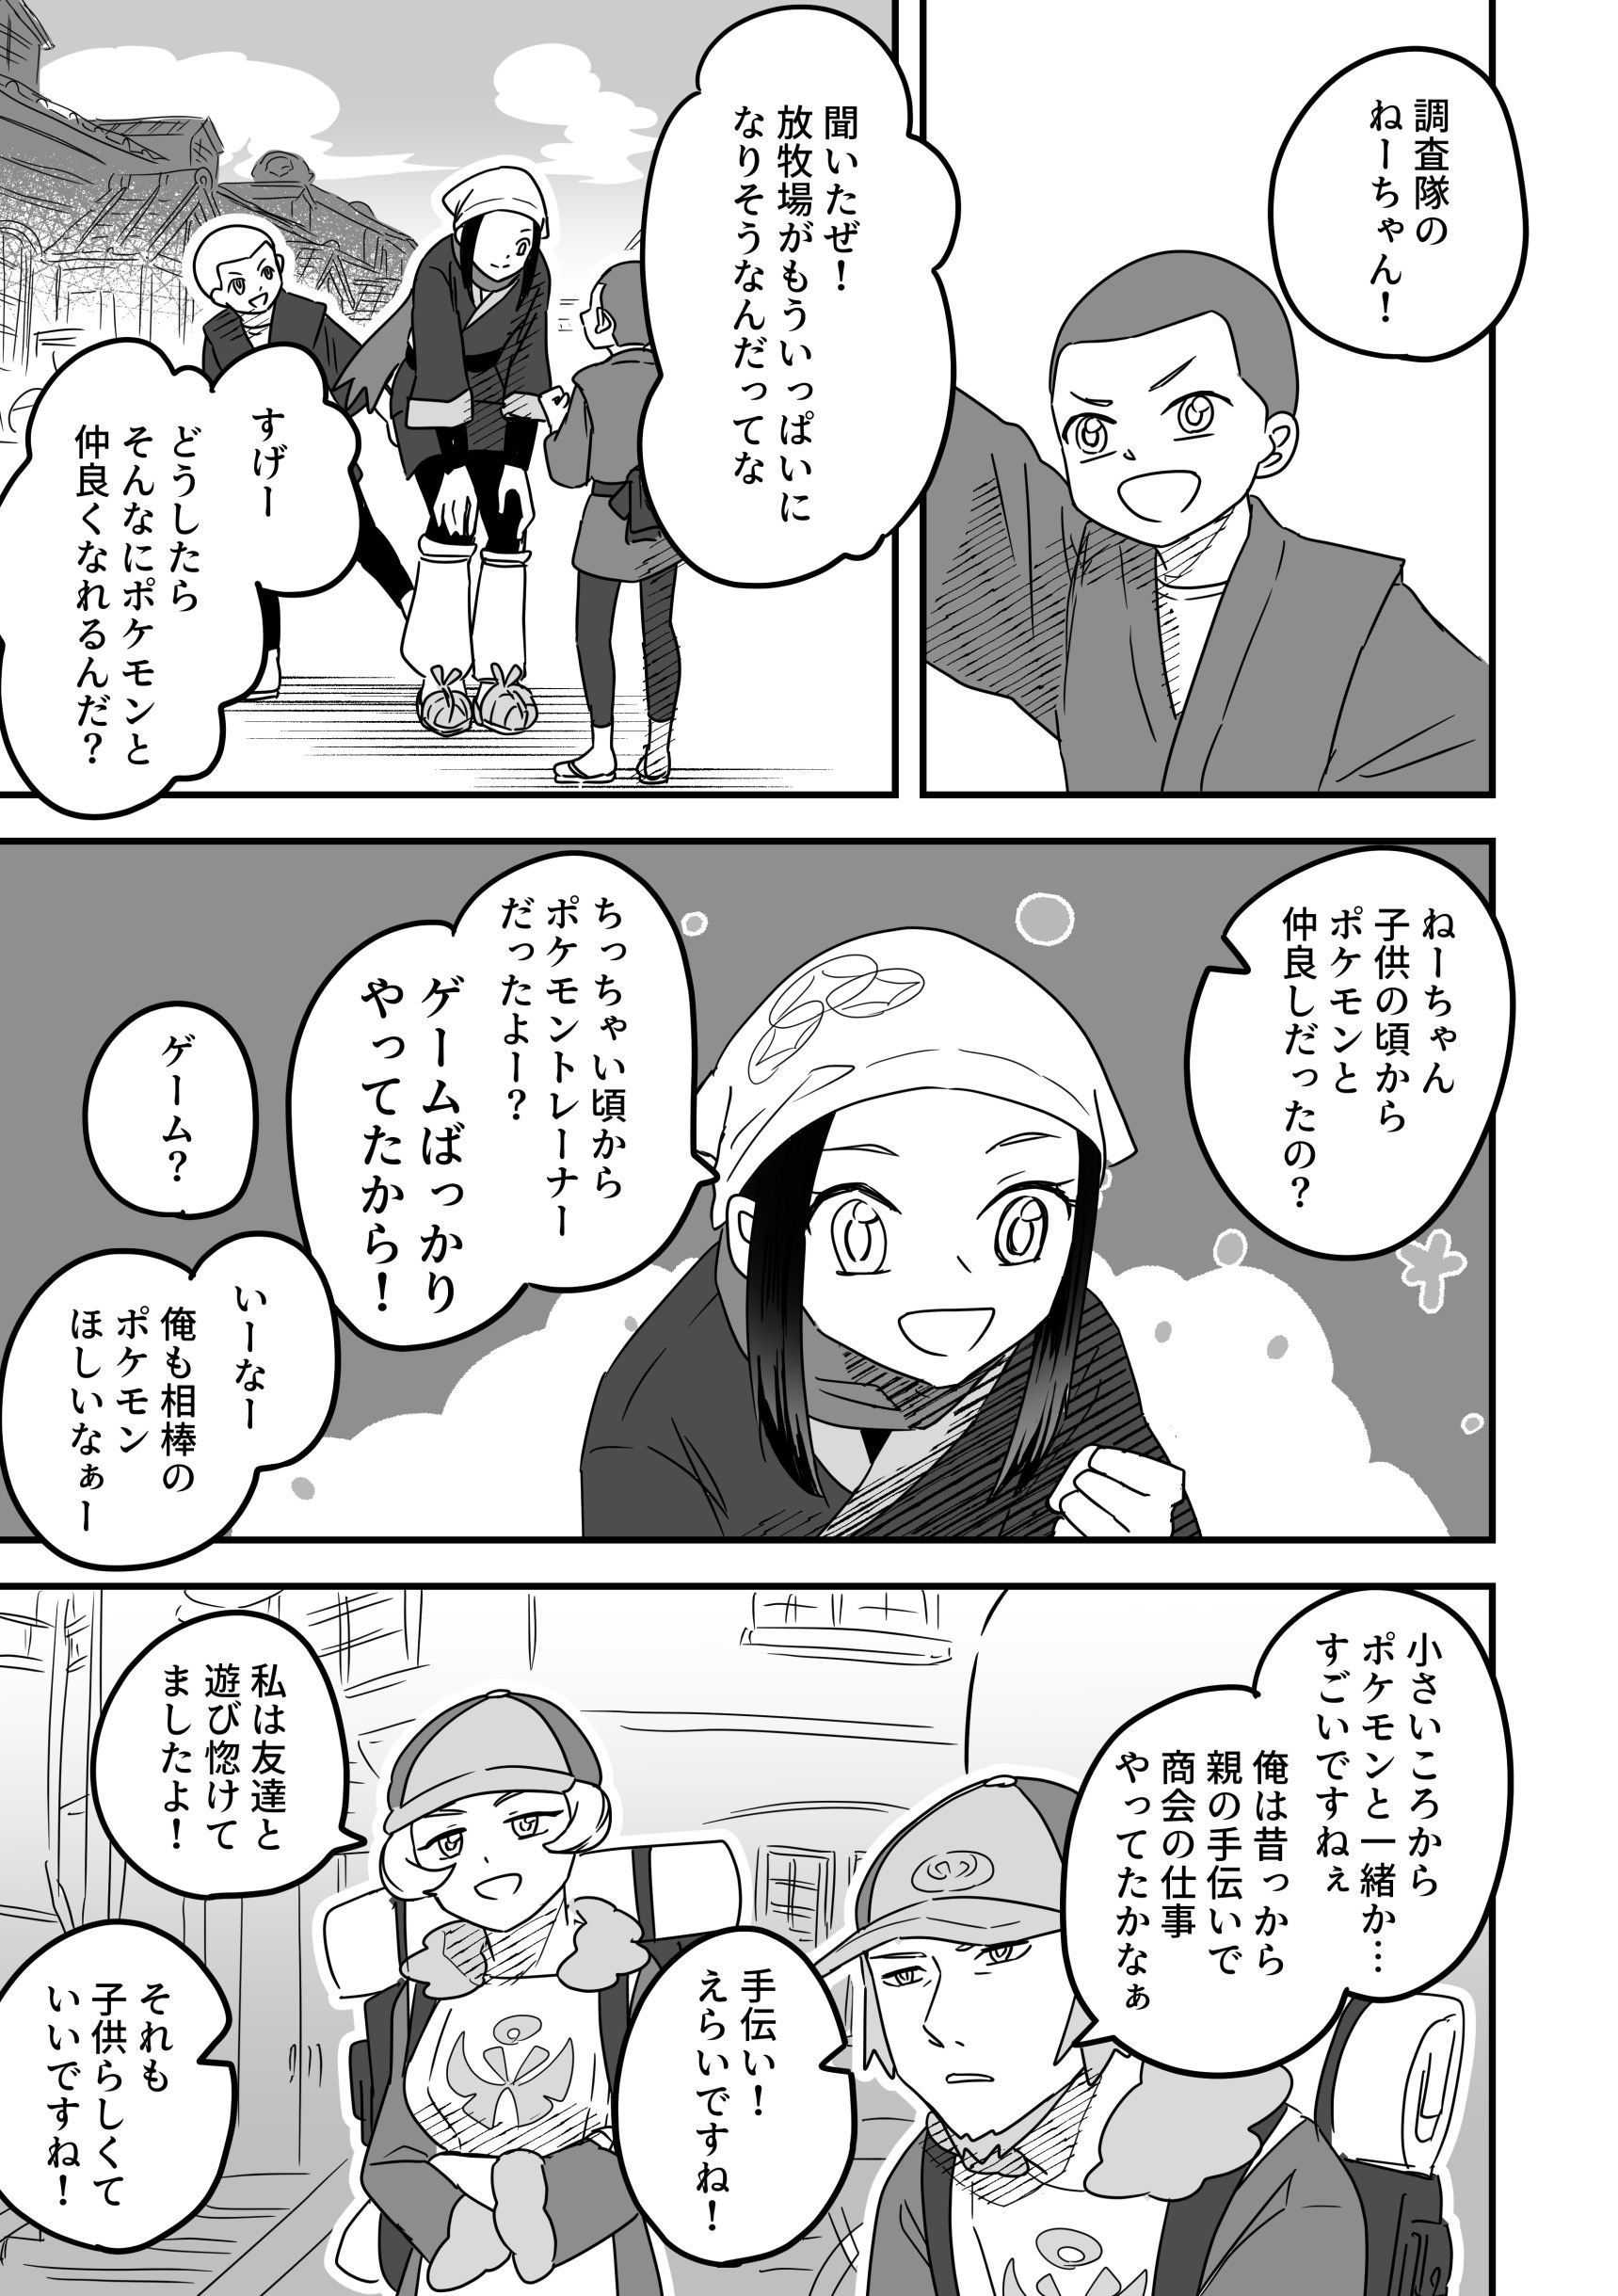 調査隊の
ねーちゃん！
聞いたぜ！
放牧場がもういっぱいに
なりそうなんだってな
すげー
どうしたら
そんなにポケモンと
仲良くなれるんだ？
ねーちゃん
子供の頃から
ポケモンと
仲良しだったの？
ちっちゃい頃から
ポケモントレーナー
だったよー？
ゲームばっかり
やってたから！
ゲーム？
いーなー
俺も相棒の
ポケモン
ほしいなぁー
小さいころから
ポケモンと一緒か…
すごいですねぇ
俺は昔っから
親の手伝いで
商会の仕事
やってたかなぁ
手伝い！
えらいですね！
私は友達と
遊び惚けて
ましたよ！
それも
子供らしくて
いいですね！